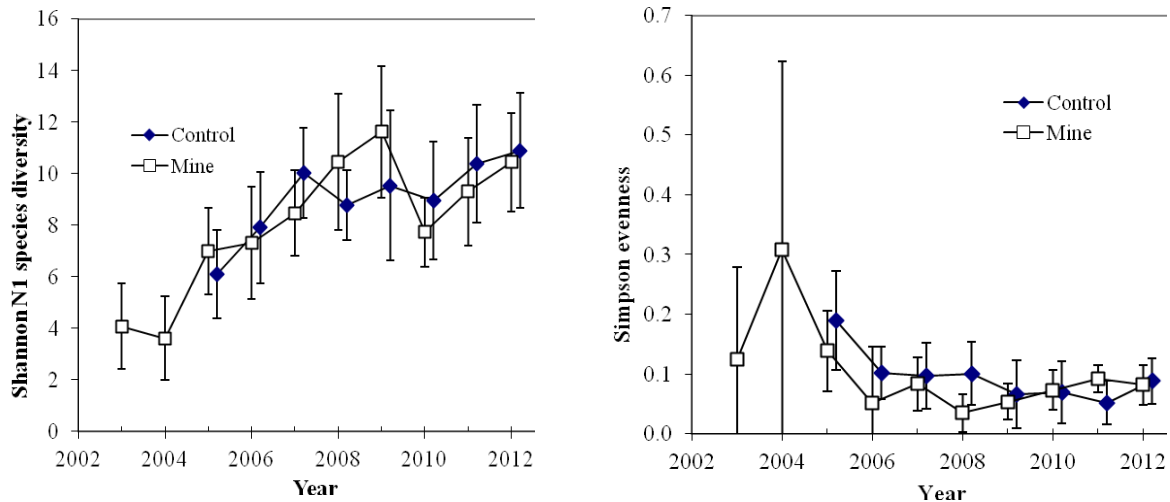 16
14
12
10
8
6
4
2
0
Shannon N1 species diversity
Control
Mine
2002 2004 2006 2008 2010 2012
Year
0.7
0.6
0.5
0.4
0.3
0.2
0.1
0.0
Simpson evenness
Control
Mine
2002 2004 2006 2008 2010 2012
Year